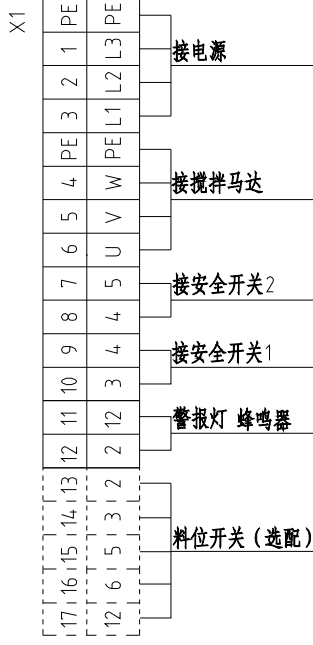 X1
PE PE
1 L3
2 L2
3 L1
接电源
PE PE
4 W
5 V
6 U
接搅拌马达
7 5
8 4
接安全开关2
9 4
10 3
接安全开关1
11 12
12 2
警报灯 蜂鸣器
13 2
14 3
15 5
16 6
17 12
料位开关(选配)